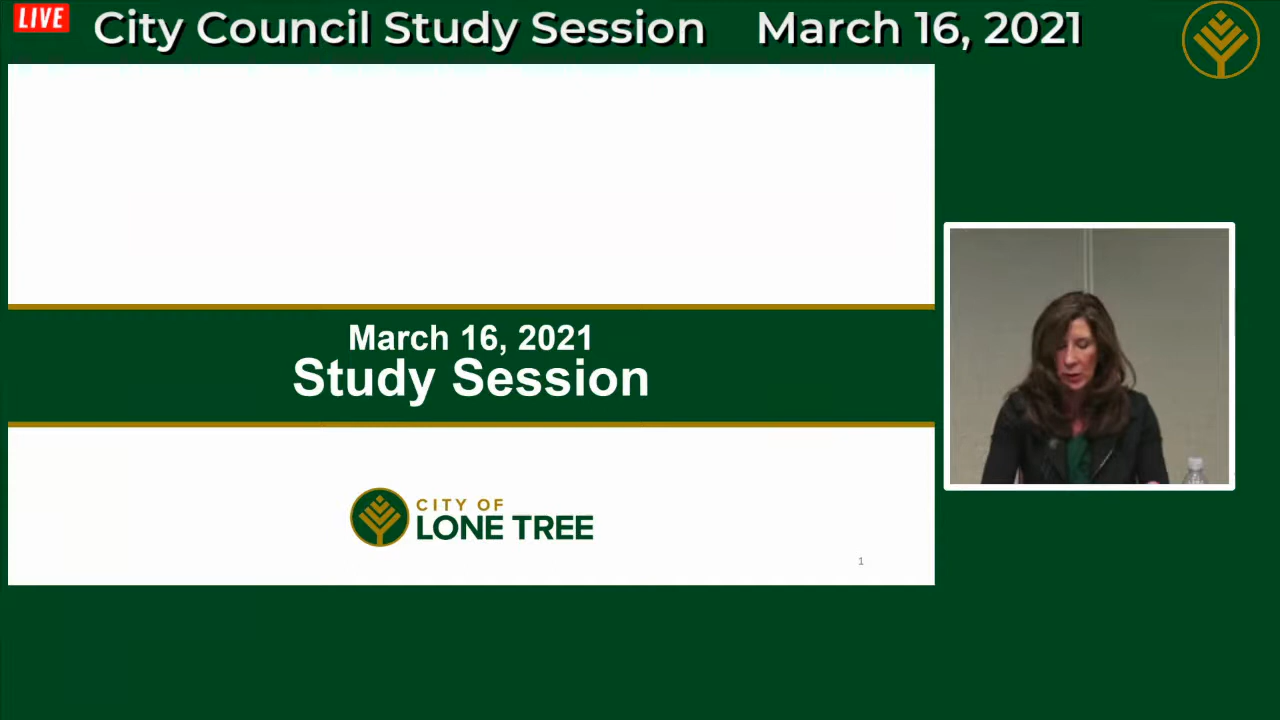 LIVE
City Council Study Session March 16, 2021
March 16, 2021
Study Session
CITY OF
LONE TREE
1